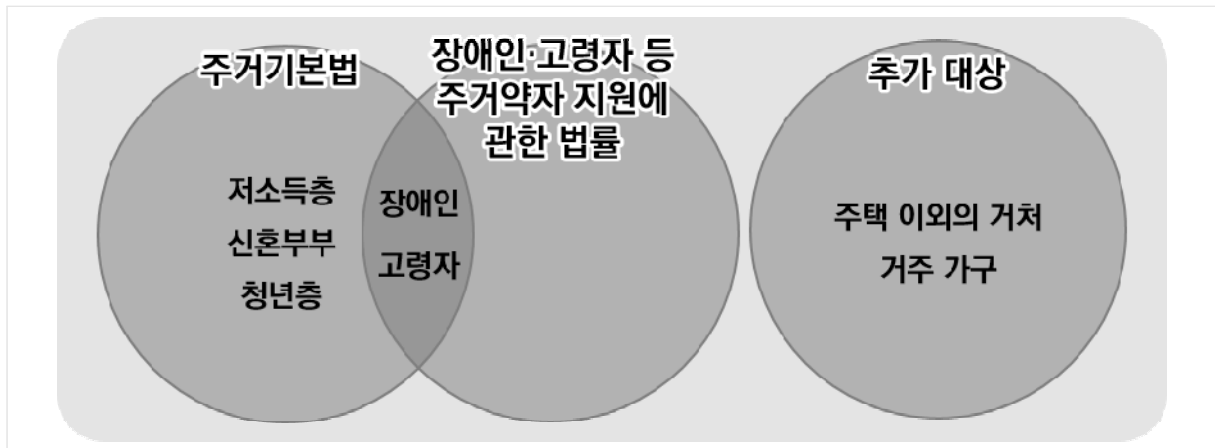 주거기본법
저소득층
신혼부부
청년층
장애인·고령자 등
주거약자 지원에
관한 법률
장애인
고령자
추가 대상
주택 이외의 거처
거주 가구